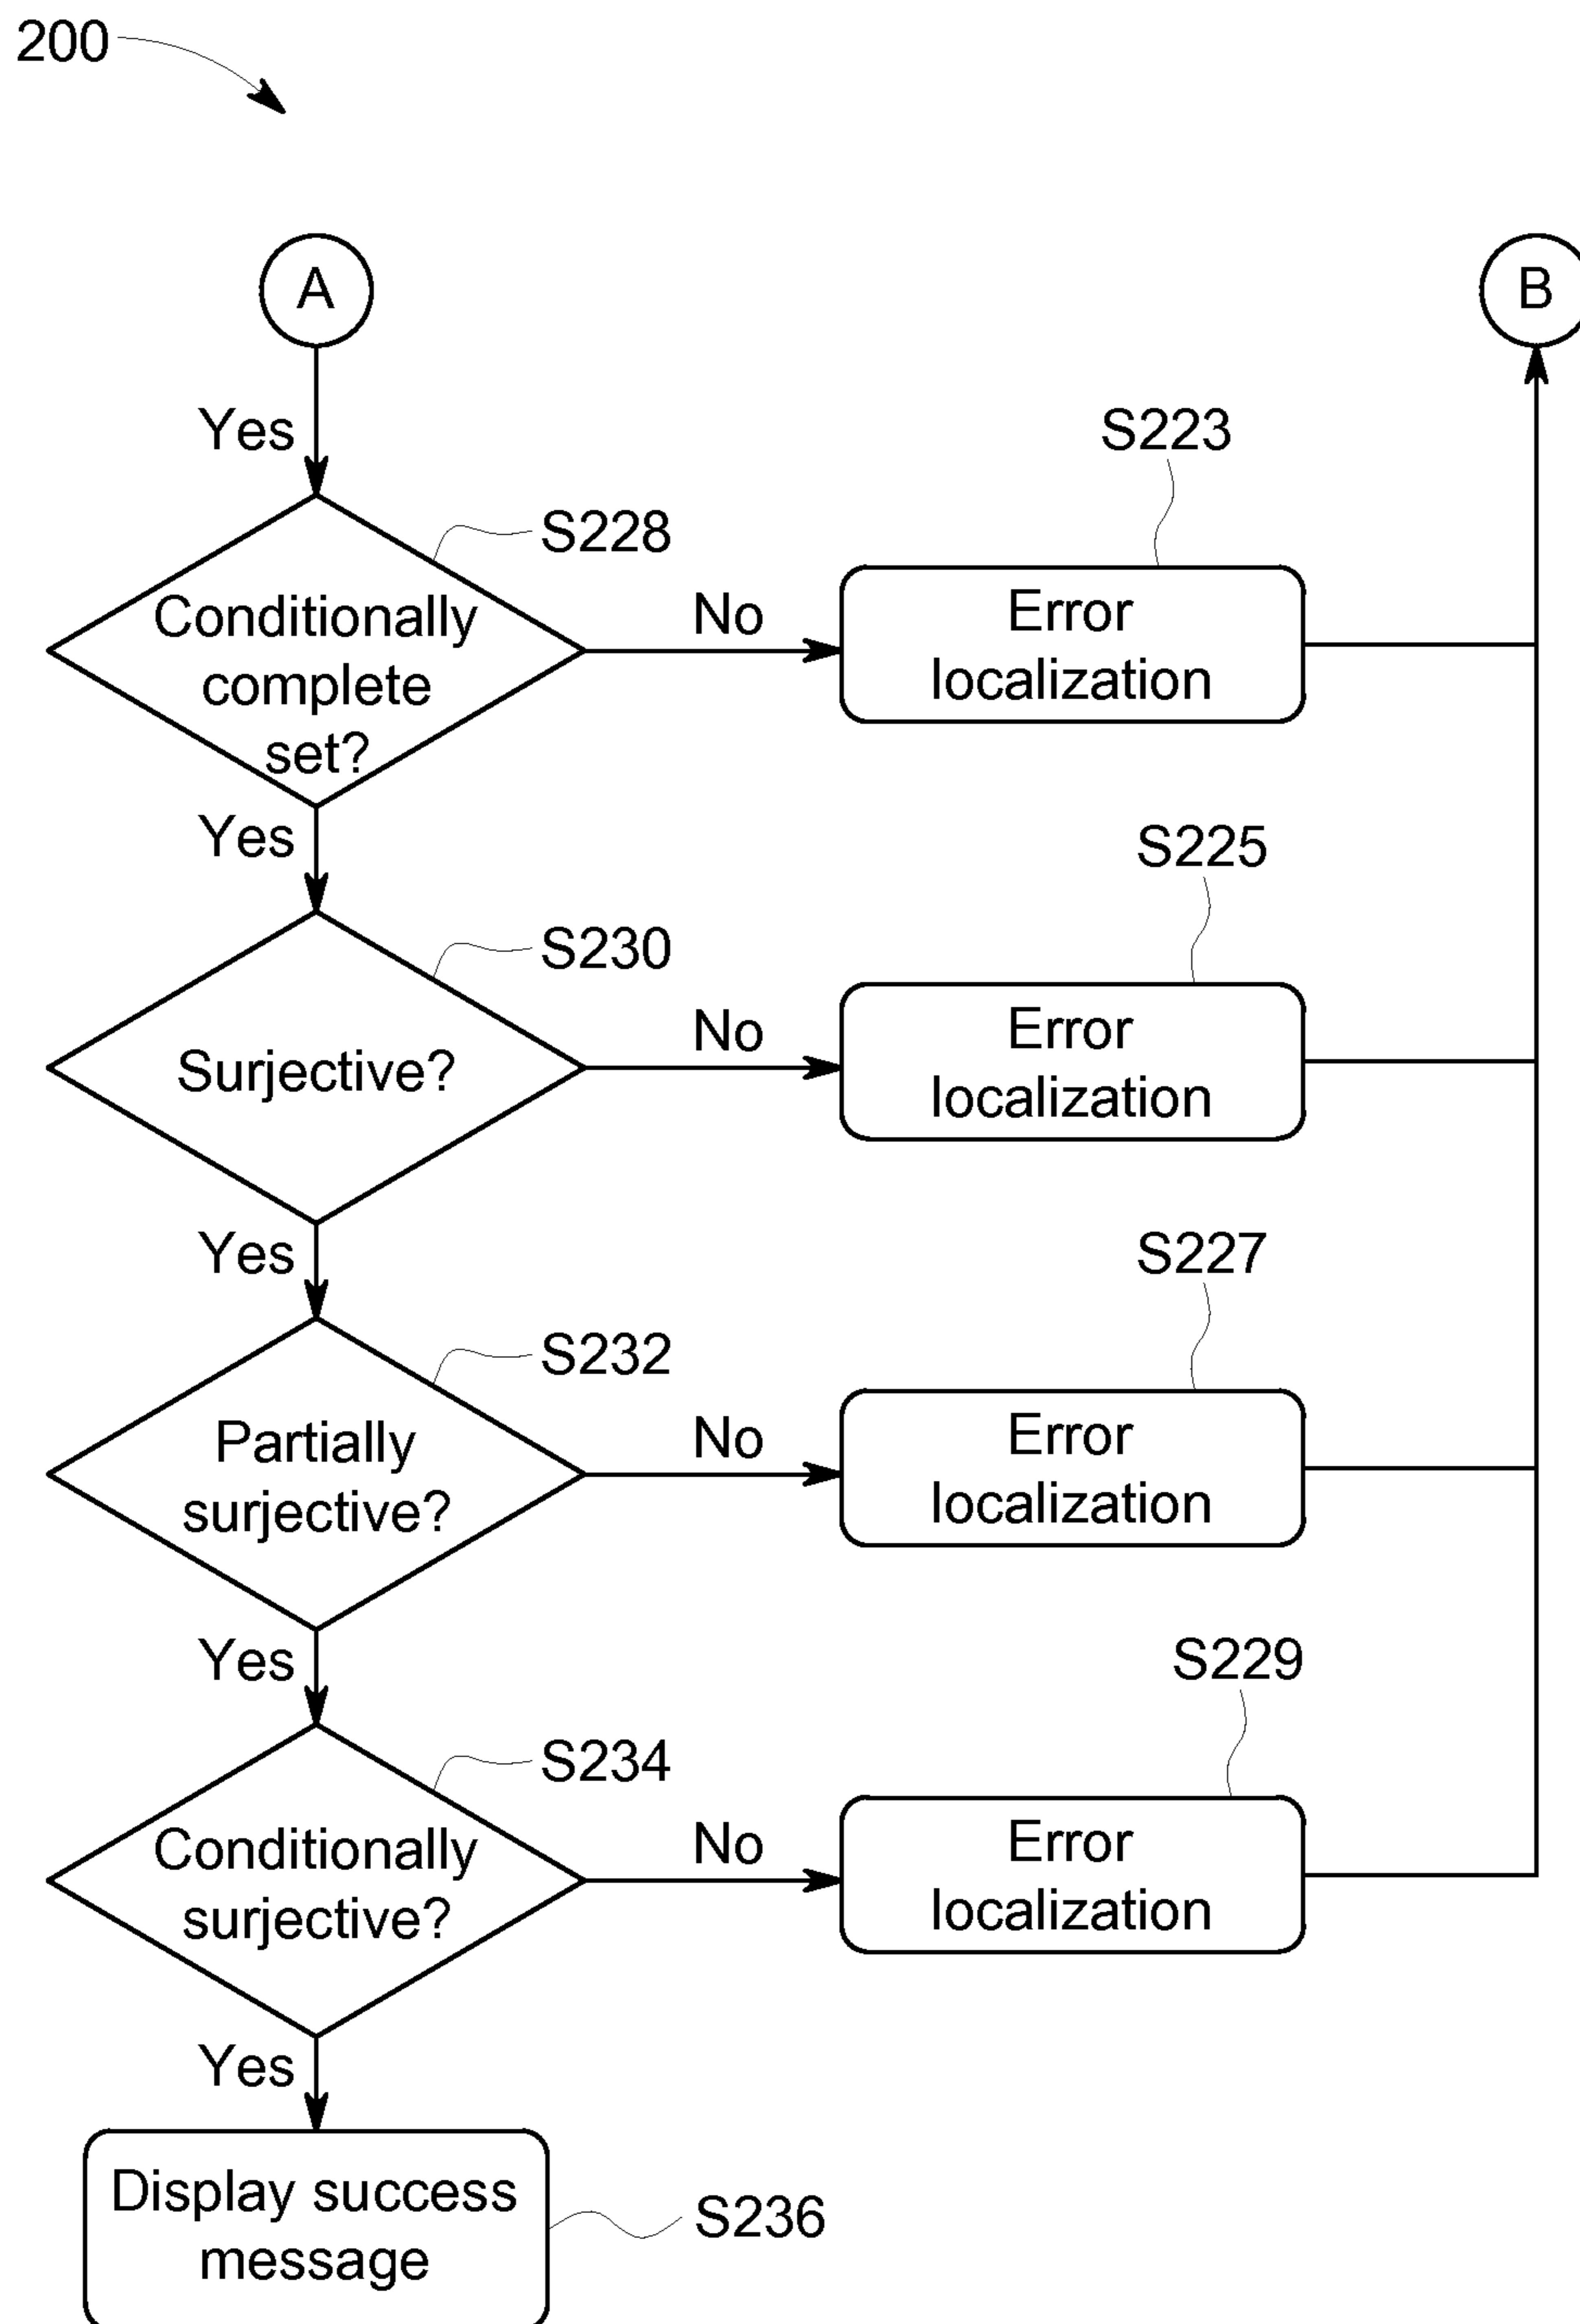 200
A
B
Yes
S223
S228
Conditionally
complete
set?
No
Error
localization
Yes
S225
S230
Surjective?
No
Error
localization
Yes
S227
S232
Partially
surjective?
No
Error
localization
Yes
S229
S234
Conditionally
surjective?
No
Error
localization
Yes
Display success
message
S236